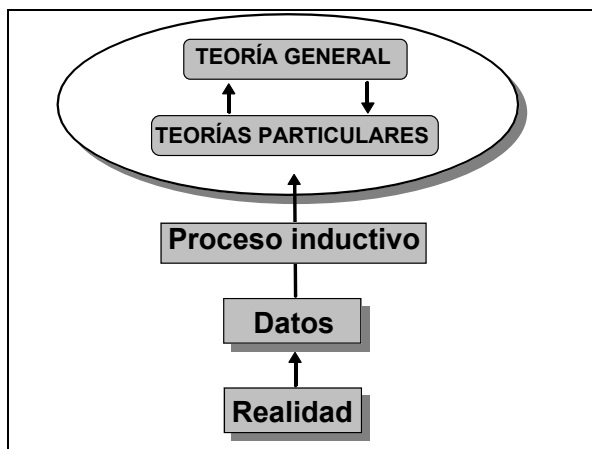 TEORÍA GENERAL
TEORÍAS PARTICULARES
Proceso inductivo
Datos
Realidad